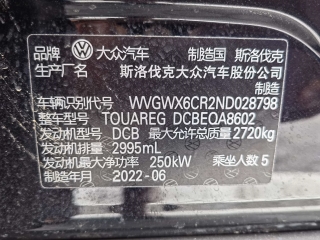 品牌 大众汽车 制造国 斯洛伐克
生产厂名 斯洛伐克大众汽车股份公司
车辆识别代号 WVGWX6CR2ND028798
整车型号 TOUAREG DCBEQA8602
发动机型号 DCB 最大允许总质量 2720kg
发动机排量 2995mL
发动机最大净功率 250kW 乘坐人数 5
制造年月 2022-06